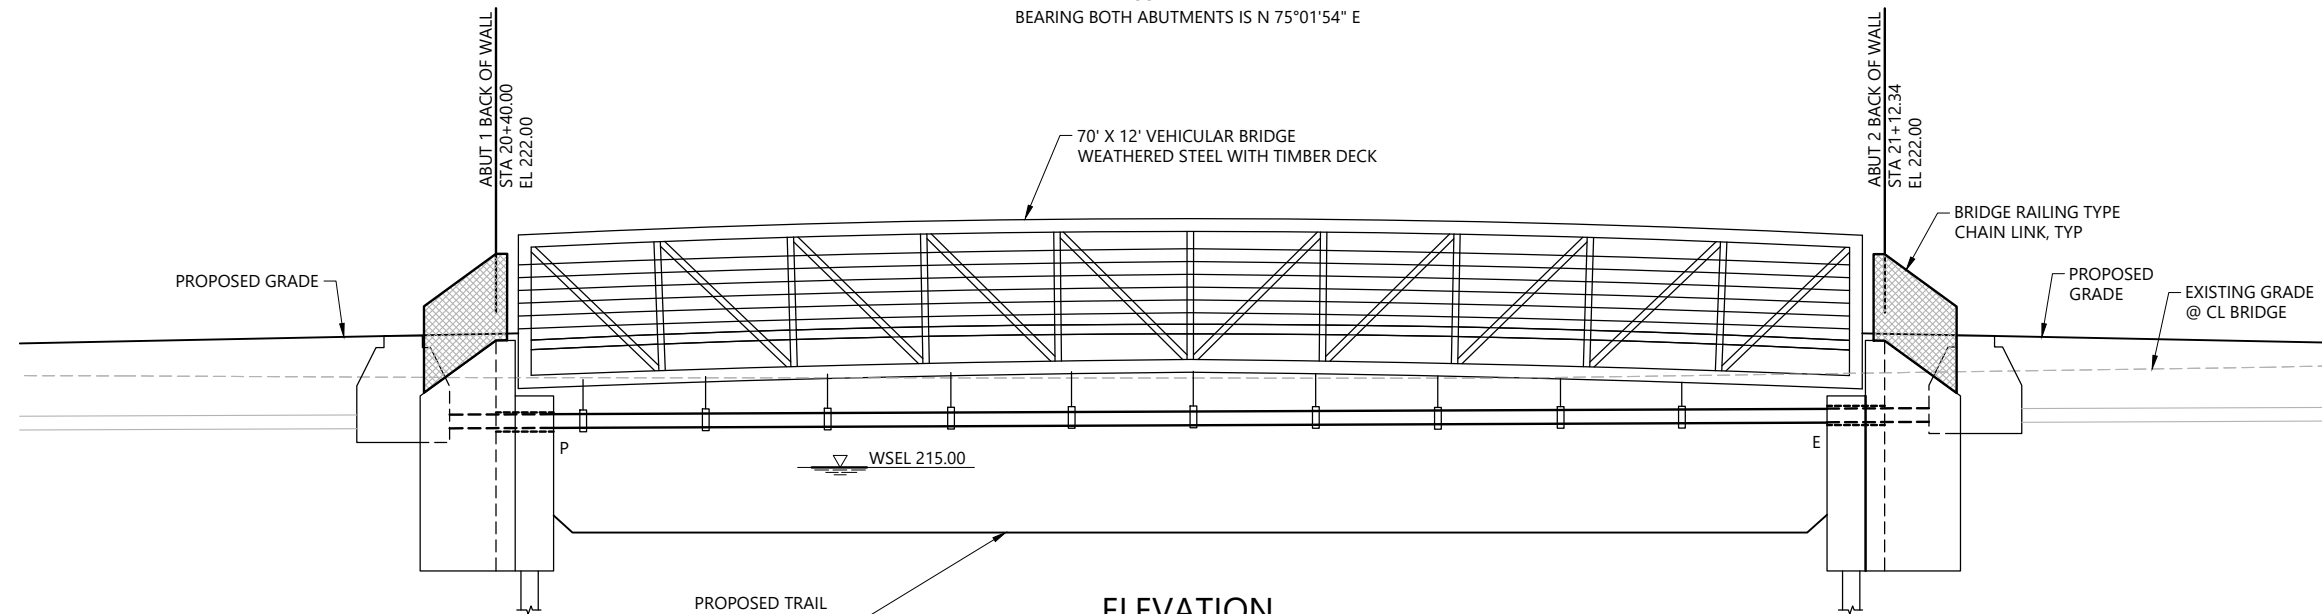 BEARING BOTH ABUTMENTS IS N 75°01'54" E
ABUT 1 BACK OF WALL
STA 20+40.00
EL 222.00
ABUT 2 BACK OF WALL
STA 21+12.34
EL 222.00
70' X 12' VEHICULAR BRIDGE
WEATHERED STEEL WITH TIMBER DECK
BRIDGE RAILING TYPE
CHAIN LINK, TYP
PROPOSED GRADE
PROPOSED
GRADE
EXISTING GRADE
@ CL BRIDGE
P
E
WSEL 215.00
PROPOSED TRAIL
ELEVATION